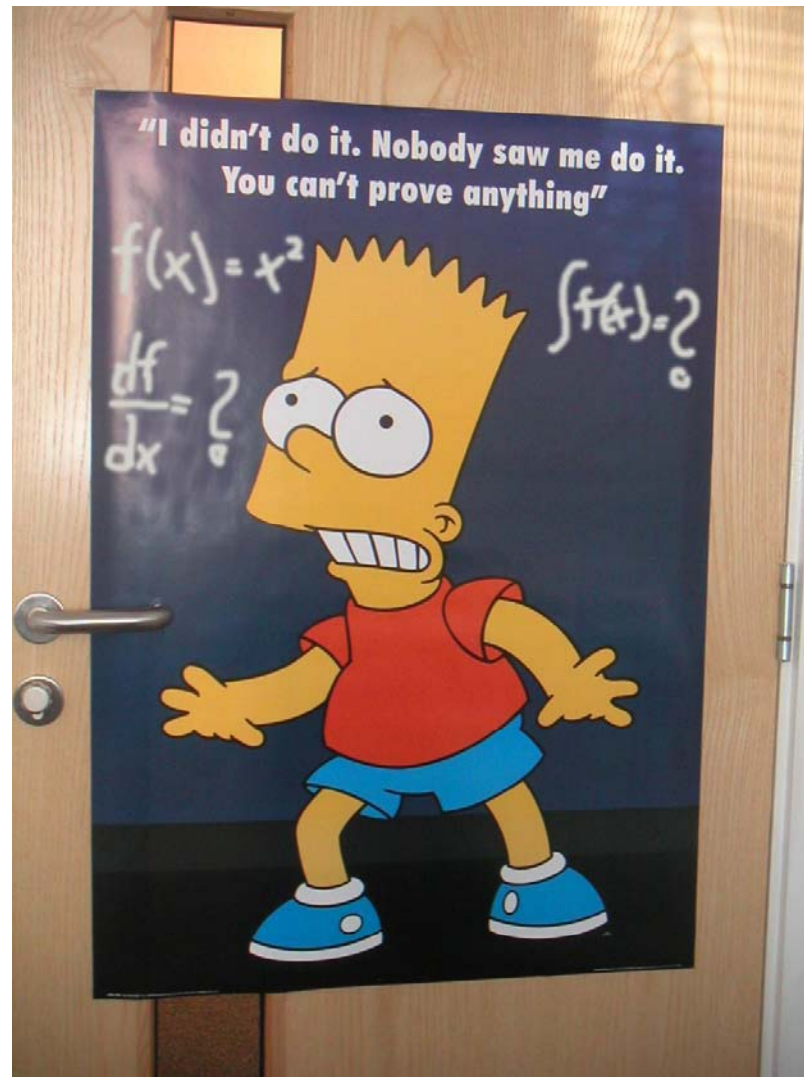 "I didn't do it. Nobody saw me do it.
You can't prove anything"
f(x) = x²
df/dx = ?
∫f(x) = ?